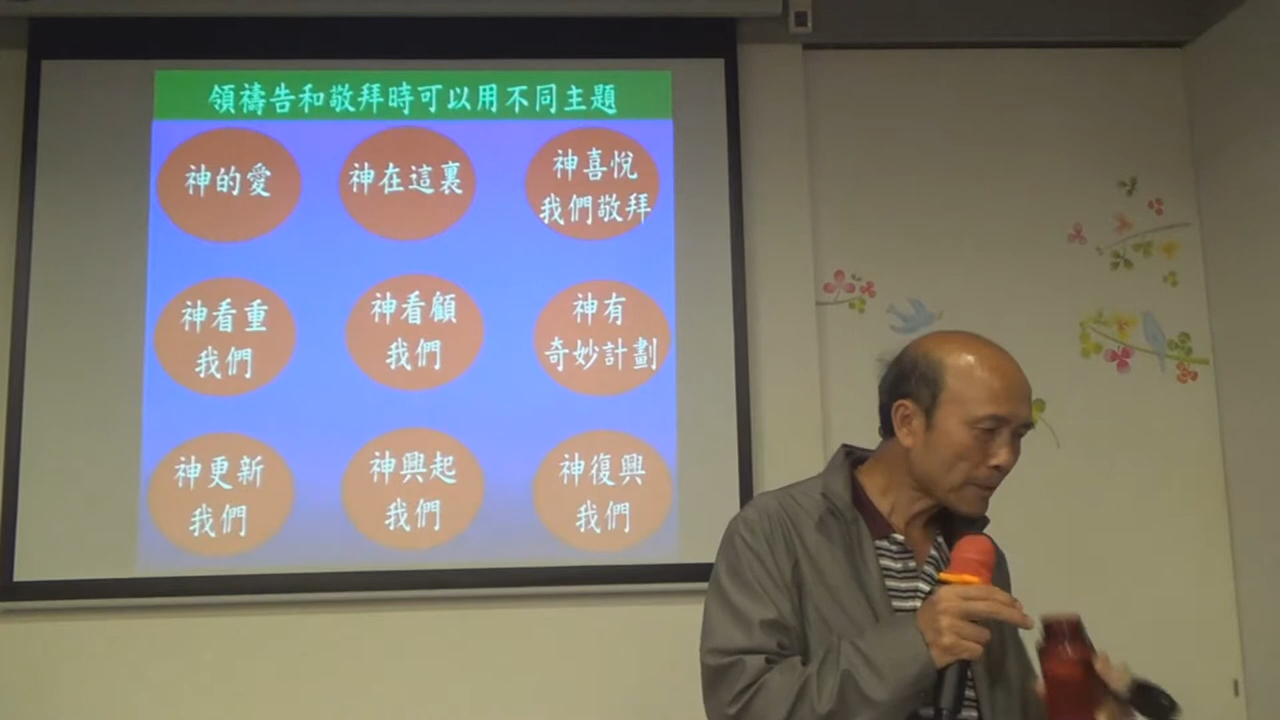 領禱告和敬拜時可以用不同主題
神的愛
神在這裏
神喜悅
我們敬拜
神看重
我們
神看顧
我們
神有
奇妙計劃
神更新
我們
神興起
我們
神復興
我們